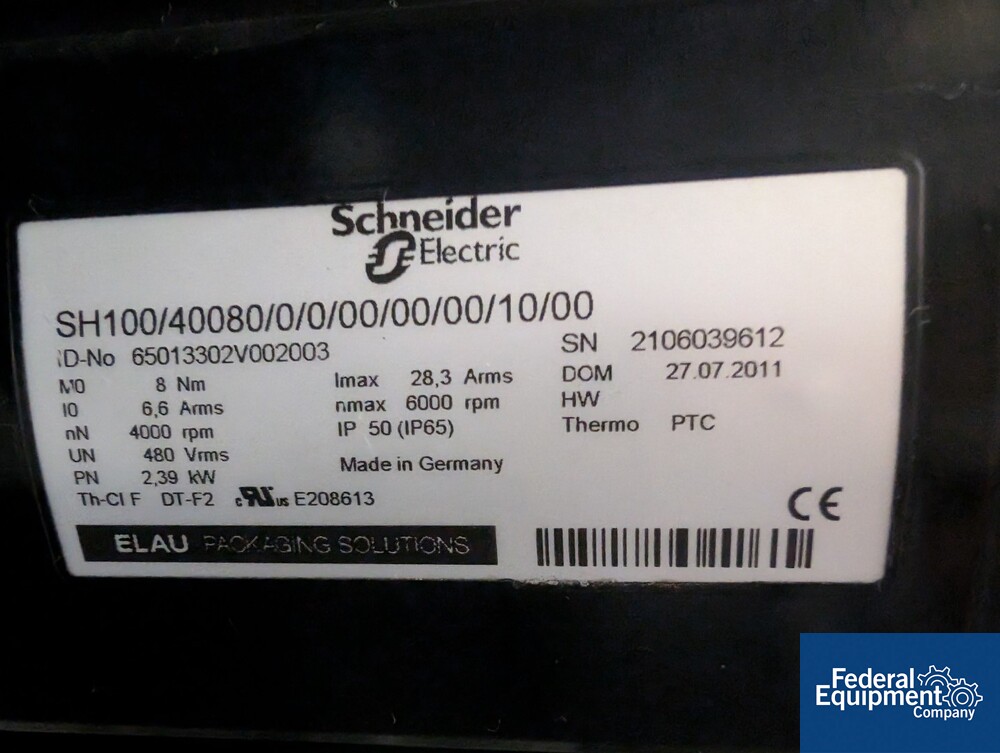 Schneider
Electric
SH100/40080/0/0/00/00/00/10/00
ID-No 65013302V002003
SN 2106039612
M0 8 Nm Imax 28,3 Arms DOM 27.07.2011
I0 6,6 Arms nmax 6000 rpm HW
nN 4000 rpm IP 50 (IP65) Thermo PTC
UN 480 Vrms
PN 2,39 kW Made in Germany
Th-Cl F DT-F2 c RU us E208613
CE
ELAU PACKAGING SOLUTIONS
Federal
Equipment
Company